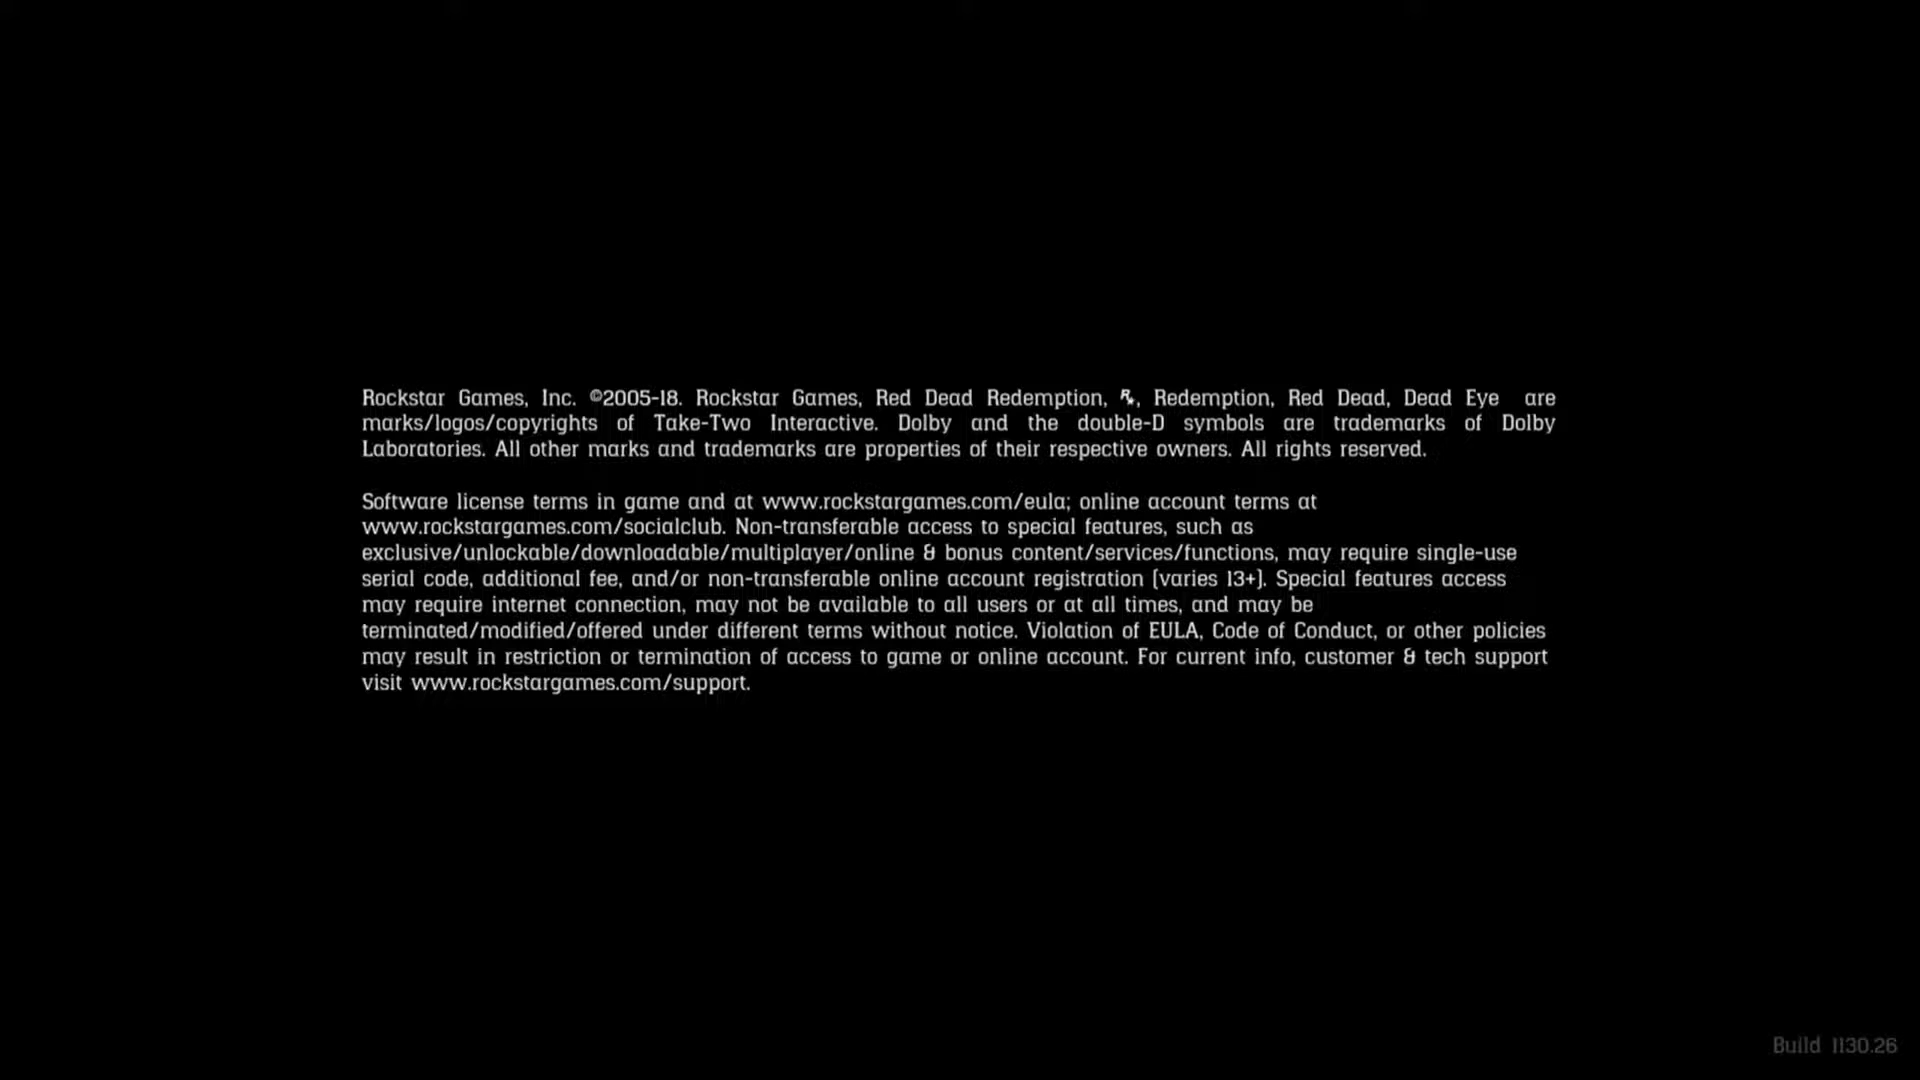 Rockstar Games, Inc. ©2005-18. Rockstar Games, Red Dead Redemption, R★, Redemption, Red Dead, Dead Eye are
marks/logos/copyrights of Take-Two Interactive. Dolby and the double-D symbols are trademarks of Dolby
Laboratories. All other marks and trademarks are properties of their respective owners. All rights reserved.
Software license terms in game and at www.rockstargames.com/eula; online account terms at
www.rockstargames.com/socialclub. Non-transferable access to special features, such as
exclusive/unlockable/downloadable/multiplayer/online & bonus content/services/functions, may require single-use
serial code, additional fee, and/or non-transferable online account registration (varies 13+). Special features access
may require internet connection, may not be available to all users or at all times, and may be
terminated/modified/offered under different terms without notice. Violation of EULA, Code of Conduct, or other policies
may result in restriction or termination of access to game or online account. For current info, customer & tech support
visit www.rockstargames.com/support.
Build 1130.26